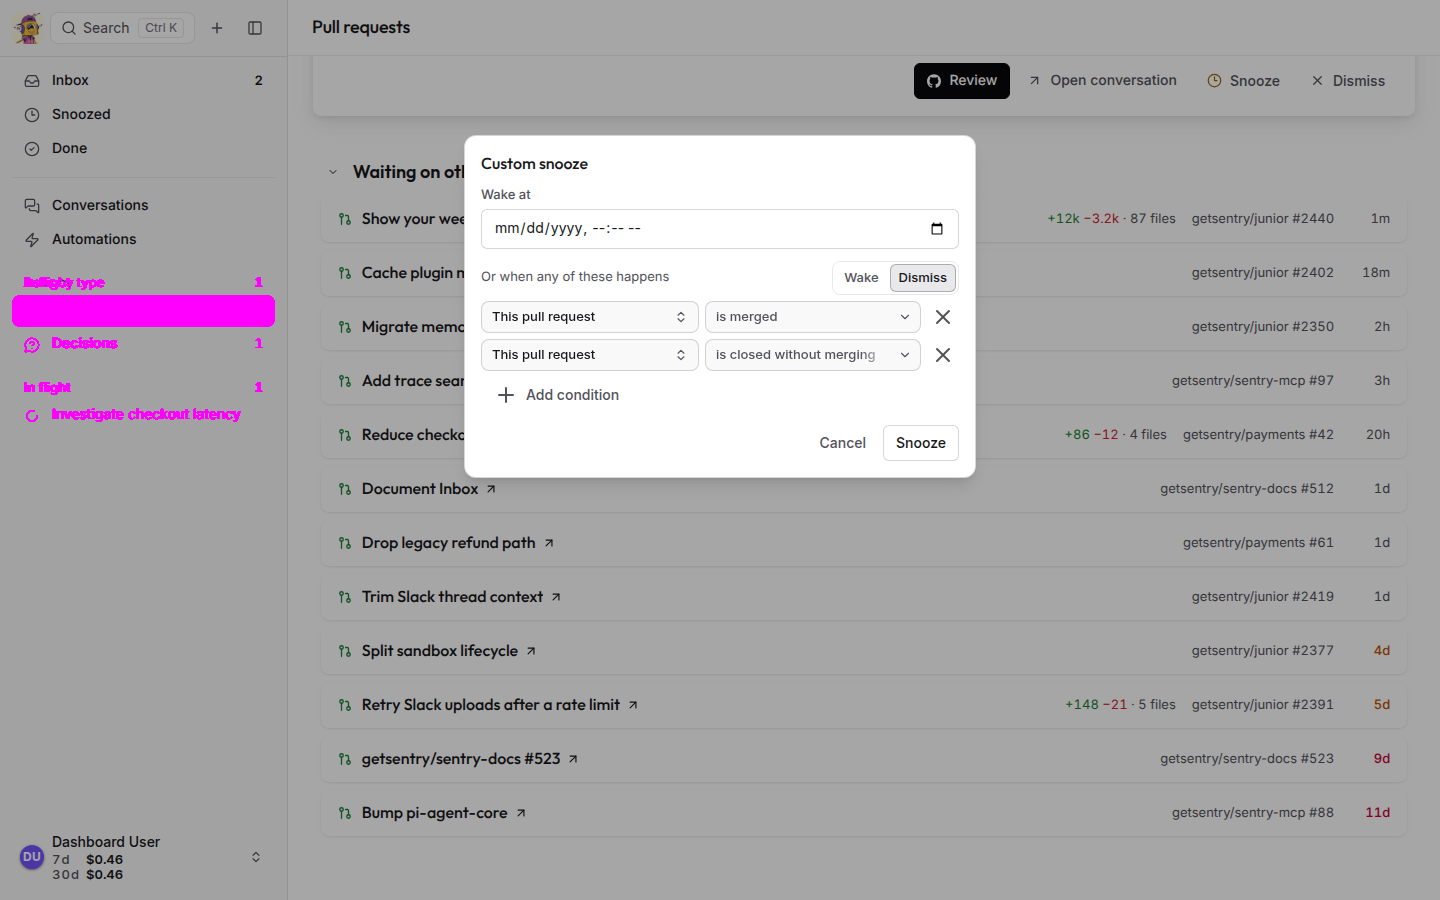 Search Ctrl K
Pull requests
Inbox 2
Snoozed
Done
Conversations
Automations
1
Decisions 1
In flight 1
Investigate checkout latency
Dashboard User
DU
7d $0.46
30d $0.46
Review Open conversation Snooze Dismiss
Waiting on oth
Show your wee
+12k −3.2k · 87 files getsentry/junior #2440 1m
Cache plugin m
getsentry/junior #2402 18m
Migrate memo
getsentry/junior #2350 2h
Add trace sear
getsentry/sentry-mcp #97 3h
Reduce checko
+86 −12 · 4 files getsentry/payments #42 20h
Document Inbox getsentry/sentry-docs #512 1d
Drop legacy refund path getsentry/payments #61 1d
Trim Slack thread context getsentry/junior #2419 1d
Split sandbox lifecycle getsentry/junior #2377 4d
Retry Slack uploads after a rate limit +148 −21 · 5 files getsentry/junior #2391 5d
getsentry/sentry-docs #523 getsentry/sentry-docs #523 9d
Bump pi-agent-core getsentry/sentry-mcp #88 11d
Custom snooze
Wake at
mm/dd/yyyy, --:-- --
Or when any of these happens Wake Dismiss
This pull request is merged
This pull request is closed without merging
Add condition
Cancel Snooze